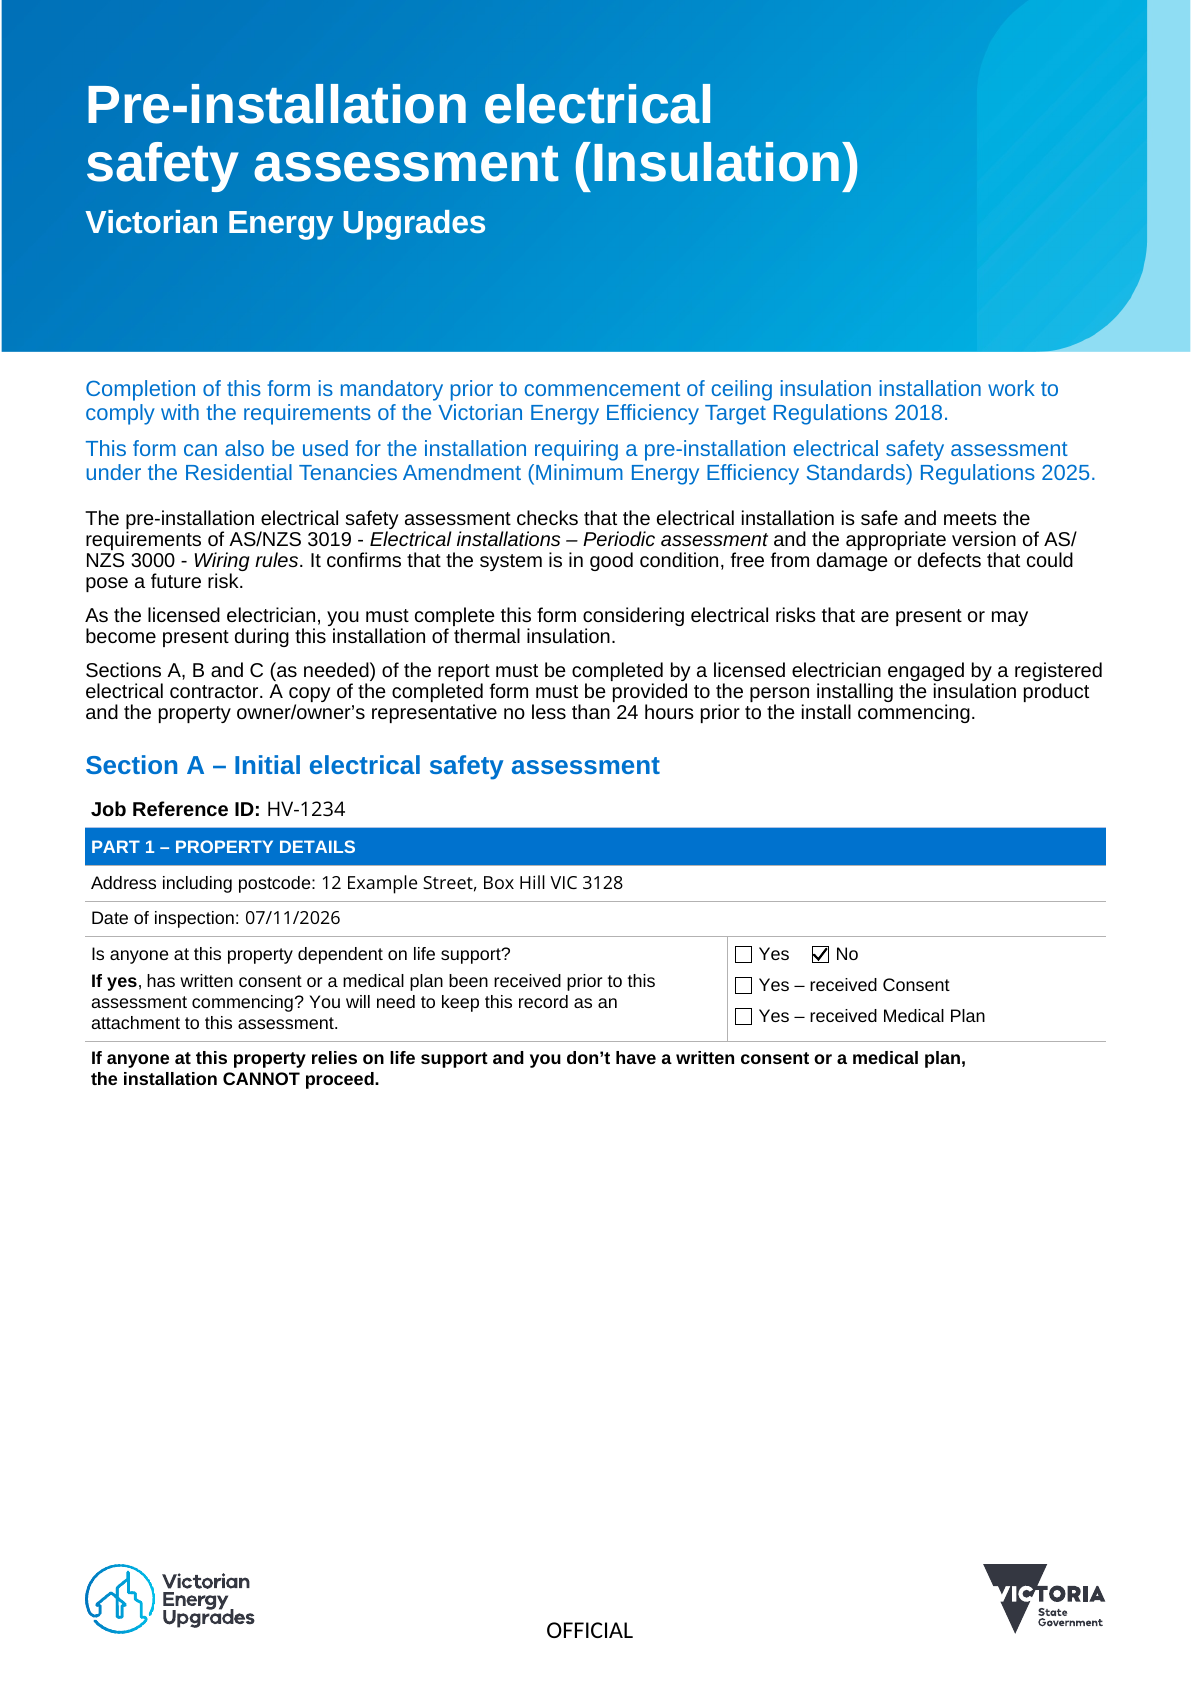 Pre-installation electrical
safety assessment (Insulation)
Victorian Energy Upgrades
Completion of this form is mandatory prior to commencement of ceiling insulation installation work to
comply with the requirements of the Victorian Energy Efficiency Target Regulations 2018.
This form can also be used for the installation requiring a pre-installation electrical safety assessment
under the Residential Tenancies Amendment (Minimum Energy Efficiency Standards) Regulations 2025.
The pre-installation electrical safety assessment checks that the electrical installation is safe and meets the
requirements of AS/NZS 3019 - Electrical installations – Periodic assessment and the appropriate version of AS/
NZS 3000 - Wiring rules. It confirms that the system is in good condition, free from damage or defects that could
pose a future risk.
As the licensed electrician, you must complete this form considering electrical risks that are present or may
become present during this installation of thermal insulation.
Sections A, B and C (as needed) of the report must be completed by a licensed electrician engaged by a registered
electrical contractor. A copy of the completed form must be provided to the person installing the insulation product
and the property owner/owner’s representative no less than 24 hours prior to the install commencing.
Section A – Initial electrical safety assessment
Job Reference ID: HV-1234
PART 1 – PROPERTY DETAILS
Address including postcode: 12 Example Street, Box Hill VIC 3128
Date of inspection: 07/11/2026
Is anyone at this property dependent on life support?
If yes, has written consent or a medical plan been received prior to this
assessment commencing? You will need to keep this record as an
attachment to this assessment.
Yes No
Yes – received Consent
Yes – received Medical Plan
If anyone at this property relies on life support and you don’t have a written consent or a medical plan,
the installation CANNOT proceed.
Victorian
Energy
Upgrades
OFFICIAL
VICTORIA
State
Government